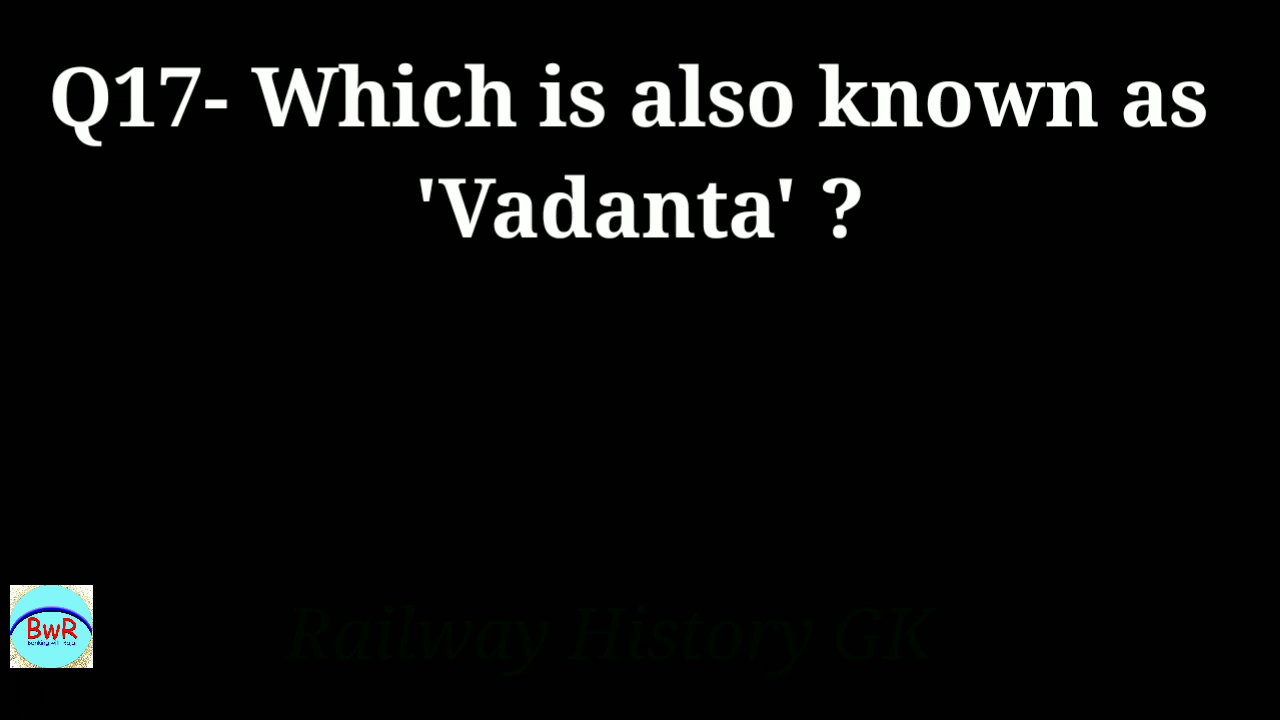 Q17- Which is also known as
'Vadanta' ?
BwR
Railway History GK